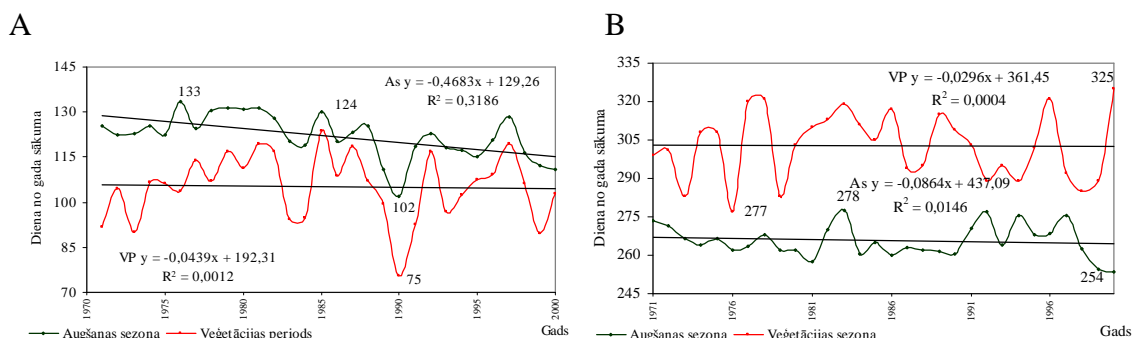 A
Diena no gada sākuma
145
130
115
100
85
70
133
124
102
75
As y = -0,4683x + 129,26
R² = 0,3186
VP y = -0,0439x + 192,31
R² = 0,0012
1970
1975
1980
1985
1990
1995
2000
Gads
Augšanas sezona
Veģetācijas periods
B
Diena no gada sākuma
335
320
305
290
275
260
245
VP y = -0,0296x + 361,45
R² = 0,0004
325
As y = -0,0864x + 437,09
R² = 0,0146
277
278
254
1971
1976
1981
1986
1991
1996
Gads
Augšanas sezona
Veģetācijas sezona